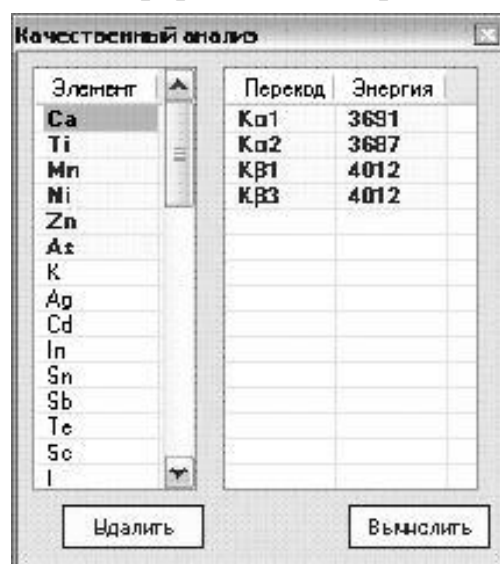 Качественный анализ
Элемент
Ca
Ti
Mn
Ni
Zn
As
K
Ag
Cd
In
Sn
Sb
Te
Sc
I
Переход Энергия
Kα1 3691
Kα2 3687
Kβ1 4012
Kβ3 4012
Удалить
Вычислить